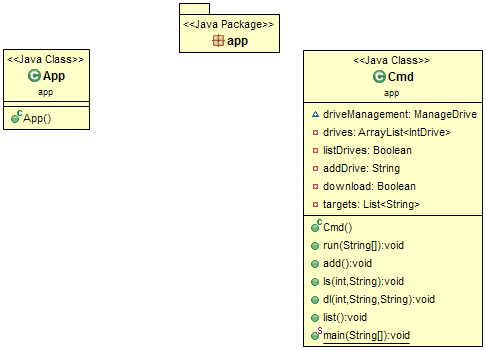 <<Java Package>>
app
<<Java Class>>
App
app
App()
<<Java Class>>
Cmd
app
driveManagement: ManageDrive
drives: ArrayList<IntDrive>
listDrives: Boolean
addDrive: String
download: Boolean
targets: List<String>
Cmd()
run(String[]):void
add():void
ls(int,String):void
dl(int,String,String):void
list():void
main(String[]):void